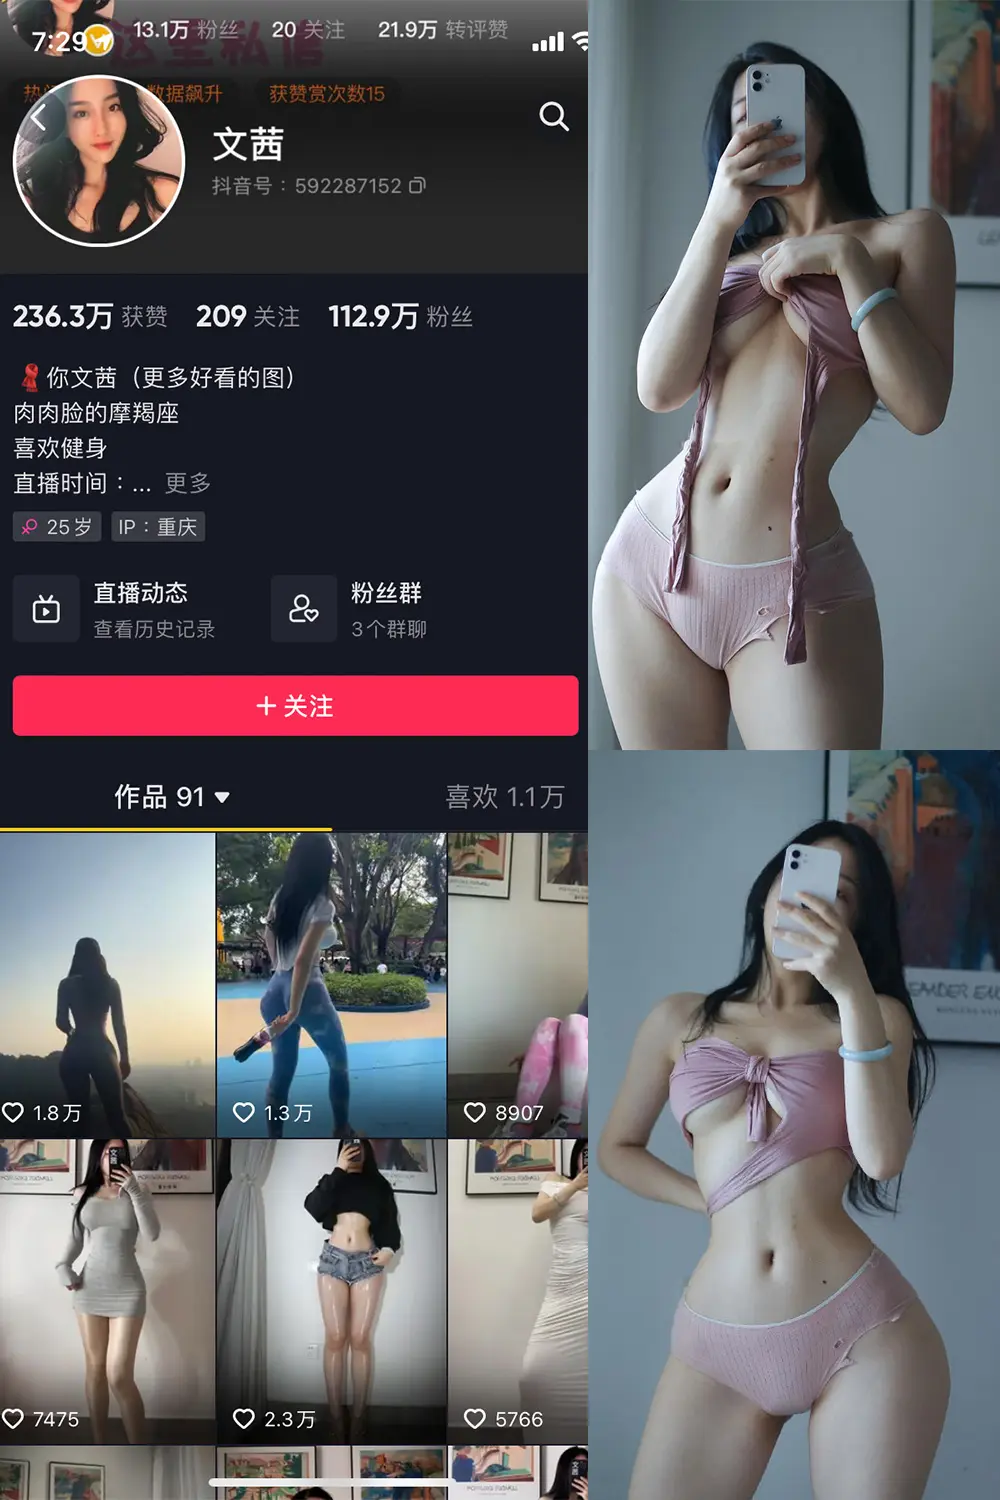 7:29
13.1万 粉丝 20 关注 21.9万 转评赞
这里私信
数据飙升 获赞赏次数15
文茜
抖音号：592287152
236.3万 获赞 209 关注 112.9万 粉丝
你文茜（更多好看的图）
肉肉脸的摩羯座
喜欢健身
直播时间：... 更多
25岁 IP：重庆
直播动态 粉丝群
查看历史记录 3个群聊
+ 关注
作品 91 喜欢 1.1万
1.8万 1.3万 8907
7475 2.3万 5766